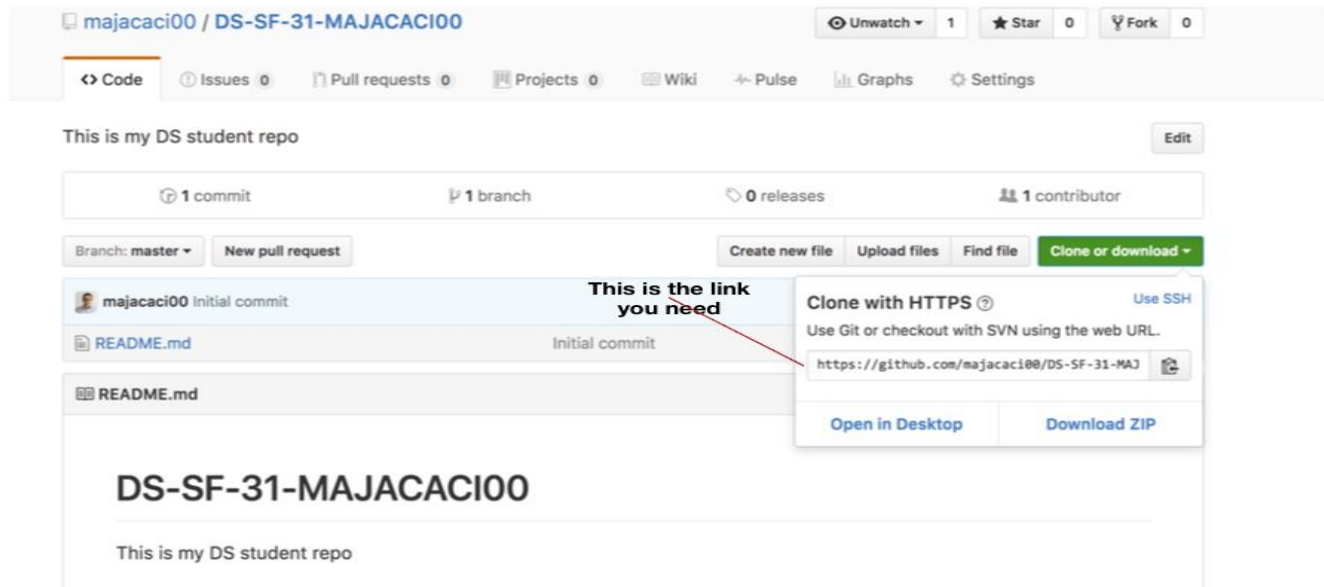 majacaci00 / DS-SF-31-MAJACACI00
Unwatch 1 Star 0 Fork 0
<> Code Issues 0 Pull requests 0 Projects 0 Wiki Pulse Graphs Settings
This is my DS student repo
Edit
1 commit 1 branch 0 releases 1 contributor
Branch: master New pull request Create new file Upload files Find file Clone or download
majacaci00 Initial commit
README.md Initial commit
This is the link
you need
Clone with HTTPS Use SSH
Use Git or checkout with SVN using the web URL.
https://github.com/majacaci00/DS-SF-31-MAJ
Open in Desktop Download ZIP
README.md
DS-SF-31-MAJACACI00
This is my DS student repo